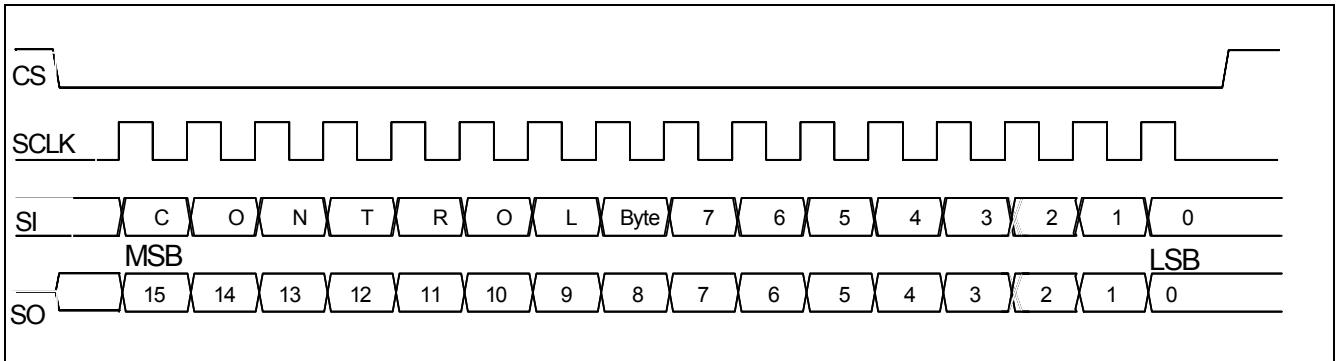 CS
SCLK
SI C O N T R O L Byte 7 6 5 4 3 2 1 0
MSB LSB
SO 15 14 13 12 11 10 9 8 7 6 5 4 3 2 1 0